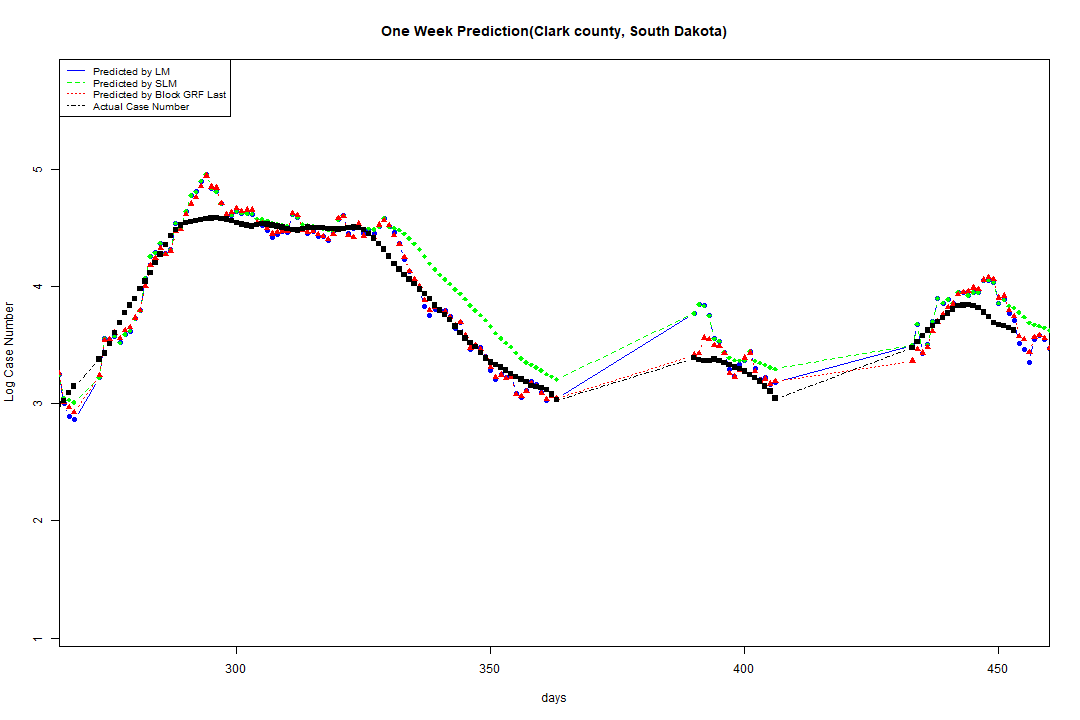 One Week Prediction(Clark county, South Dakota)
Predicted by LM
Predicted by SLM
Predicted by Block GRF Last
Actual Case Number
5
4
3
2
1
Log Case Number
300
350
400
450
days